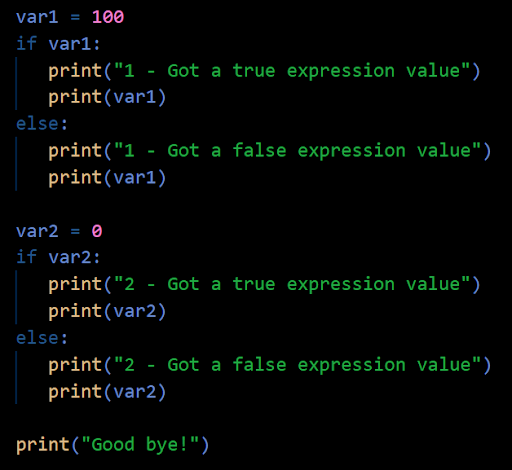 var1 = 100
if var1:
   print("1 - Got a true expression value")
   print(var1)
else:
   print("1 - Got a false expression value")
   print(var1)

var2 = 0
if var2:
   print("2 - Got a true expression value")
   print(var2)
else:
   print("2 - Got a false expression value")
   print(var2)

print("Good bye!")